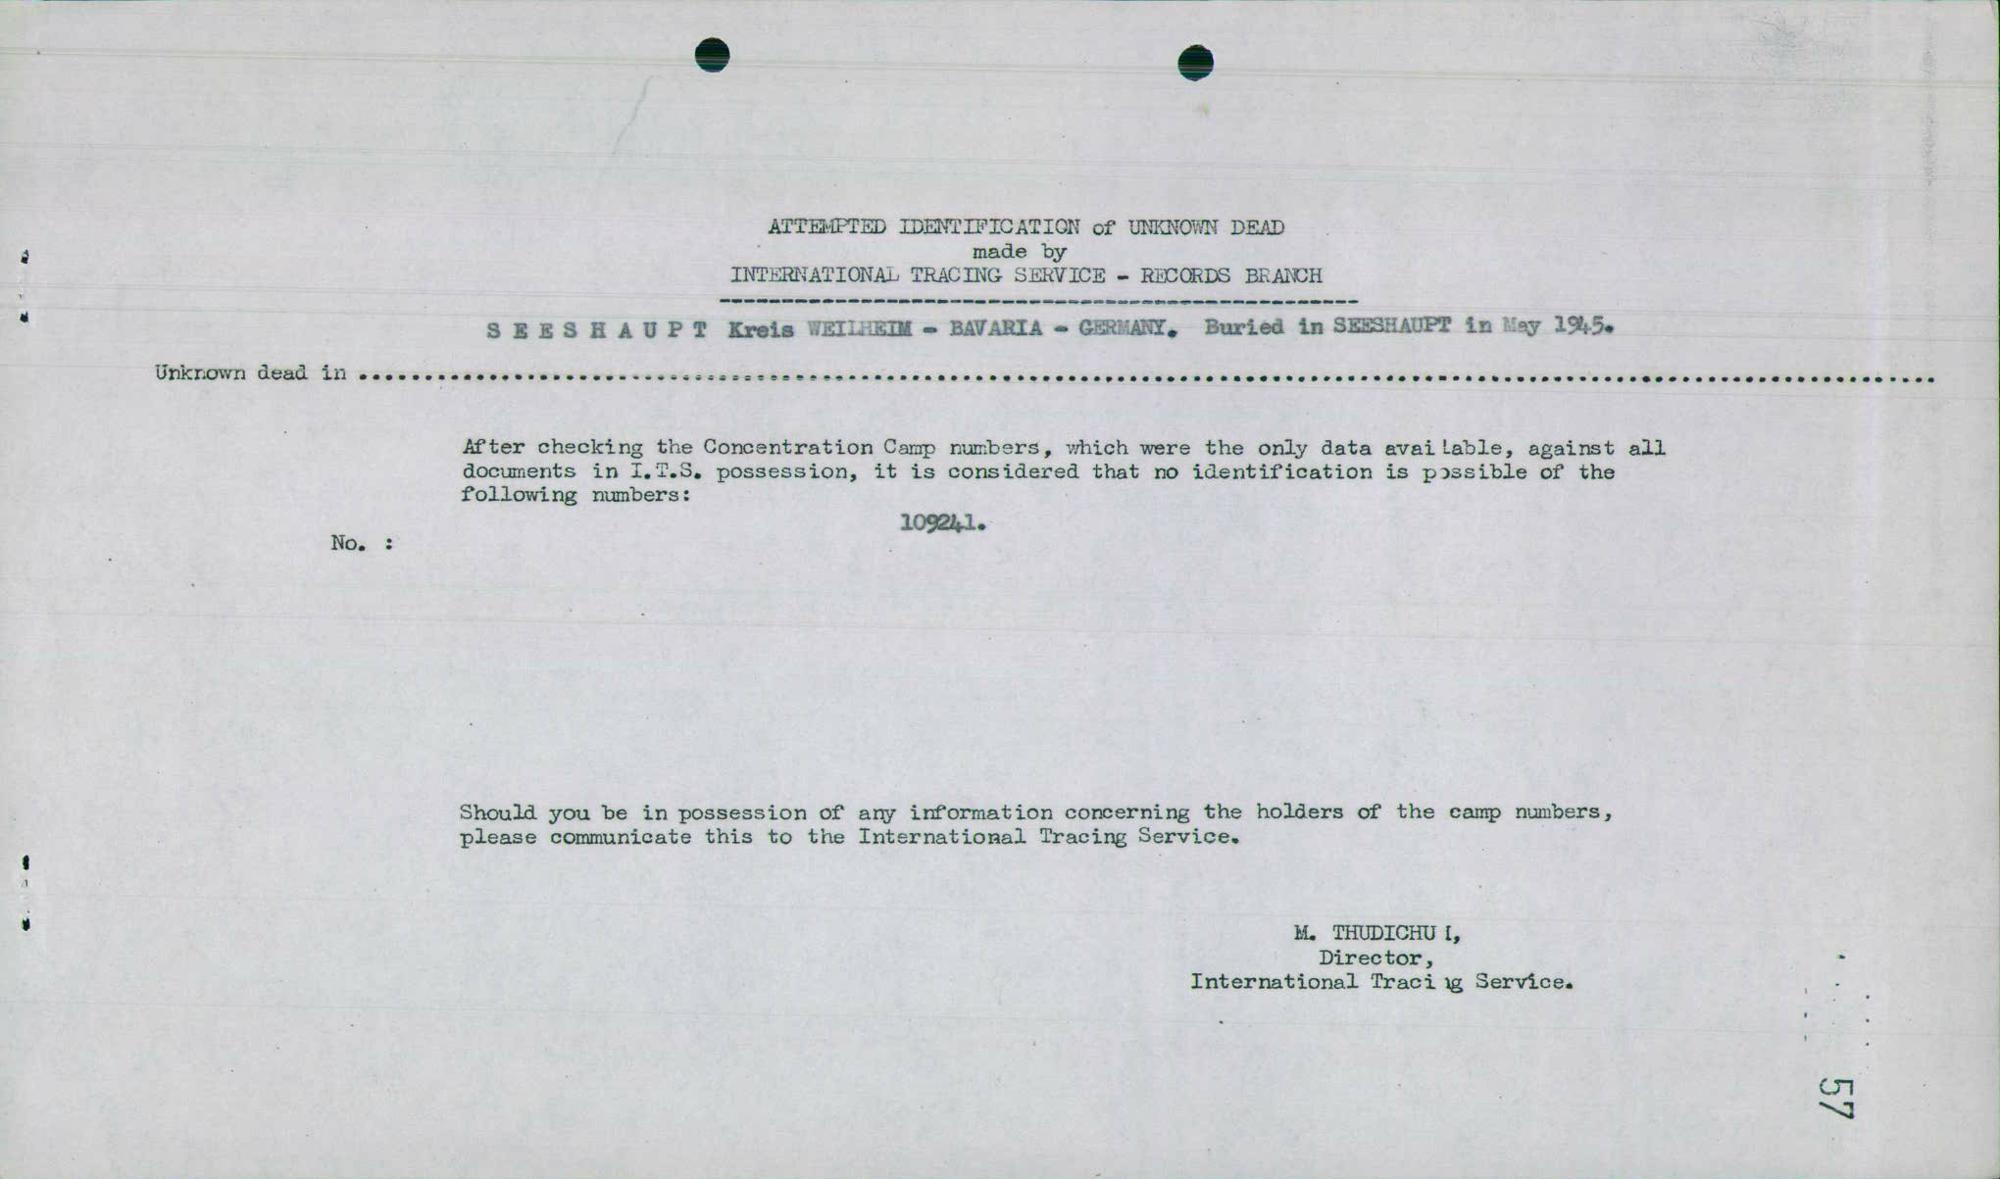 ATTEMPTED IDENTIFICATION of UNKNOWN DEAD
made by
INTERNATIONAL TRACING SERVICE - RECORDS BRANCH
S E E S H A U P T Kreis WEILHEIM - BAVARIA - GERMANY. Buried in SEESHAUPT in May 1945.
Unknown dead in ........................................................................
After checking the Concentration Camp numbers, which were the only data available, against all
documents in I.T.S. possession, it is considered that no identification is possible of the
following numbers:
109241.
No. :
Should you be in possession of any information concerning the holders of the camp numbers,
please communicate this to the International Tracing Service.
M. THUDICHUM,
Director,
International Tracing Service.
57